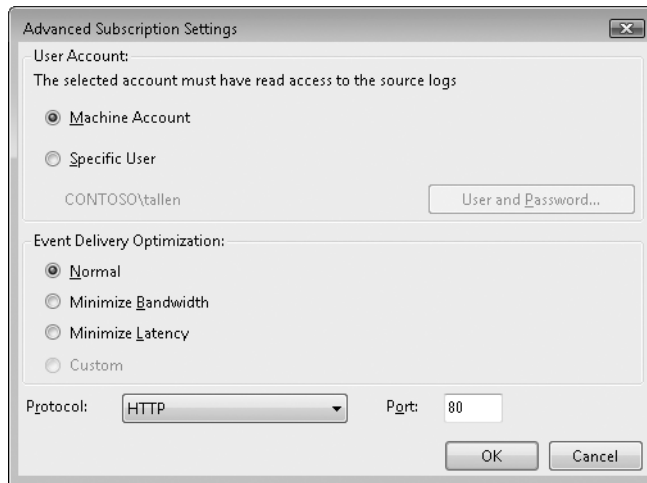 Advanced Subscription Settings
User Account:
The selected account must have read access to the source logs
Machine Account
Specific User
CONTOSO\tallen
User and Password...
Event Delivery Optimization:
Normal
Minimize Bandwidth
Minimize Latency
Custom
Protocol: HTTP Port: 80
OK Cancel